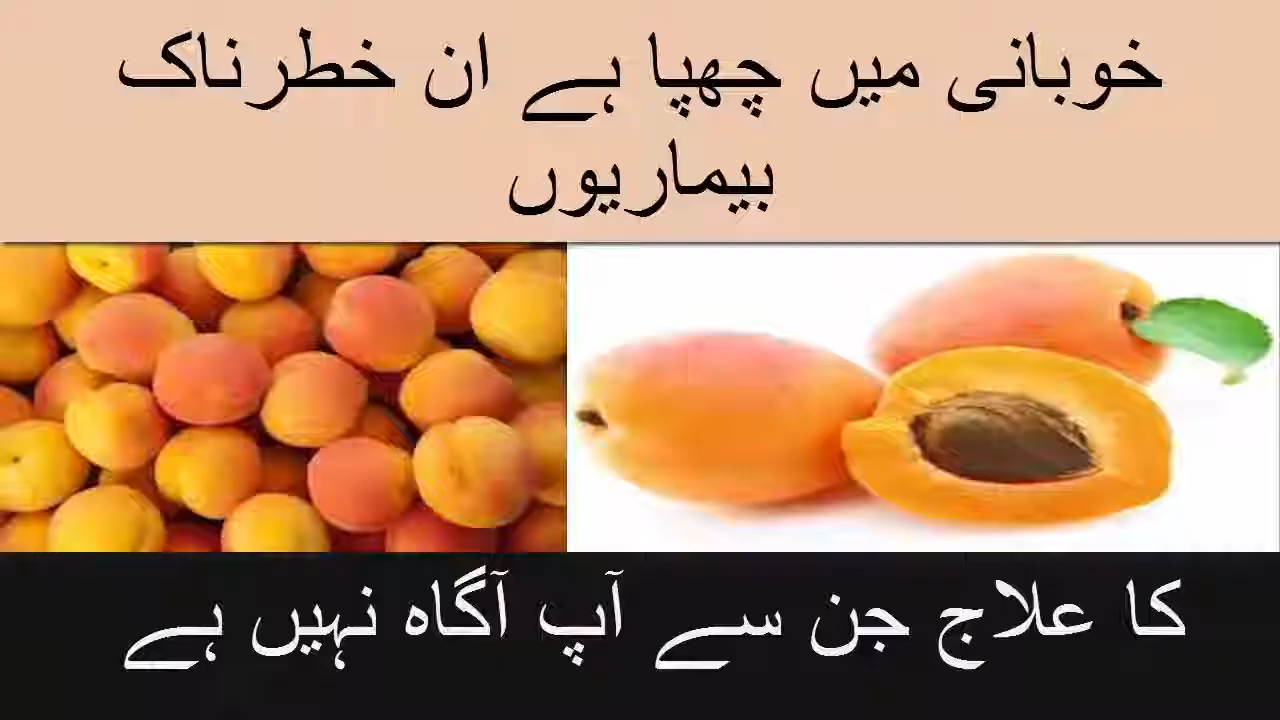 خوبانی میں چھپا ہے ان خطرناک
بیماریوں
کا علاج جن سے آپ آگاہ نہیں ہے